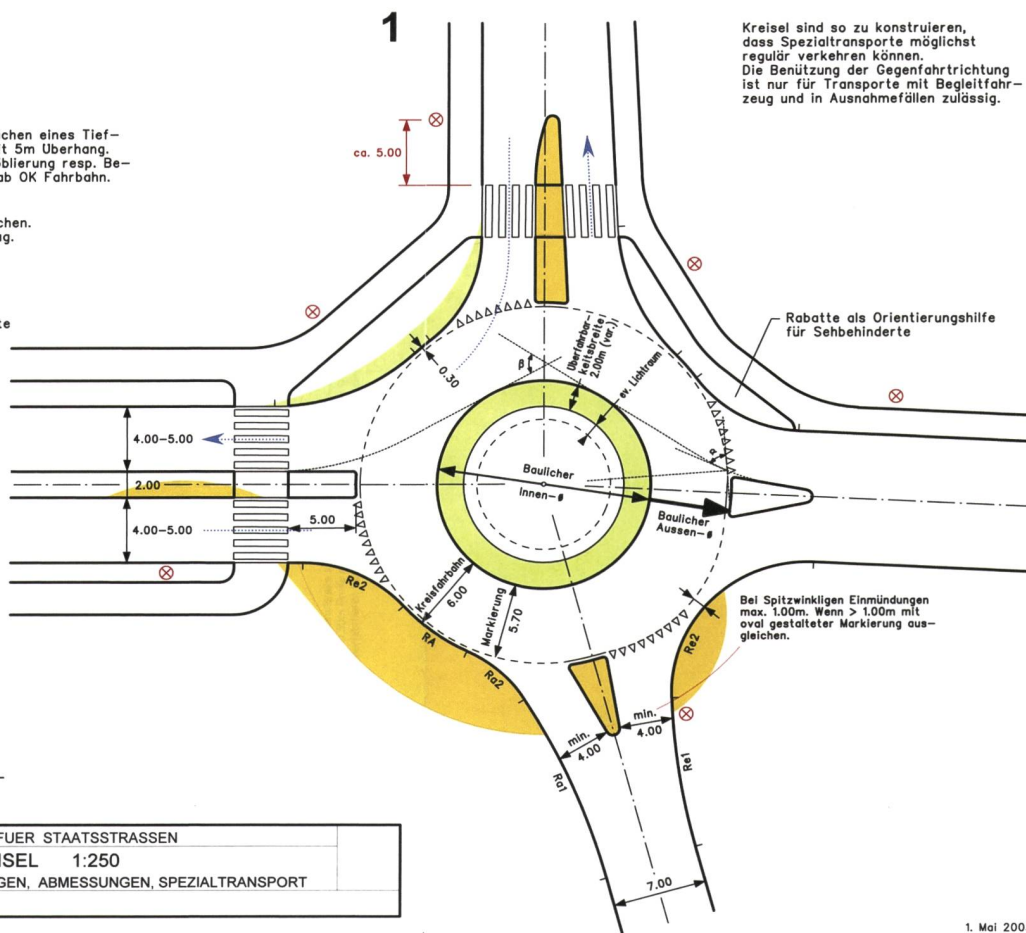 1
Kreisel sind so zu konstruieren,
dass Spezialtransporte möglichst
regulär verkehren können.
Die Benützung der Gegenfahrtrichtung
ist nur für Transporte mit Begleitfahr-
zeug und in Ausnahmefällen zulässig.
chen eines Tief-
t 5m Überhang.
öblierung resp. Be-
ab OK Fahrbahn.
chen.
ca. 5.00
Rabatte als Orientierungshilfe
für Sehbehinderte
0.30
β
Überfahrbar-
keitsbreite
2.00m (var.)
ev. Lichtraum
4.00-5.00
2.00
4.00-5.00
5.00
Baulicher
Innen-ø
Baulicher
Aussen-ø
Re2
Kreisfahrbahn
6.00
RA
Markierung
5.70
Ra2
Bei Spitzwinkligen Einmündungen
max. 1.00m. Wenn > 1.00m mit
oval gestalteter Markierung aus-
gleichen.
Re2
min.
4.00
min.
4.00
Ra1
Re1
7.00
FUER STAATSSTRASSEN
ISEL 1:250
GEN, ABMESSUNGEN, SPEZIALTRANSPORT
1. Mai 200